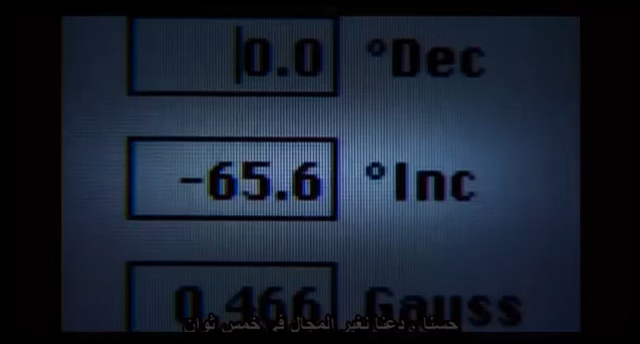 0.0 °Dec
-65.6 °Inc
0.466 Gauss
حسنا ، دعنا نغير المجال في خمس ثوان